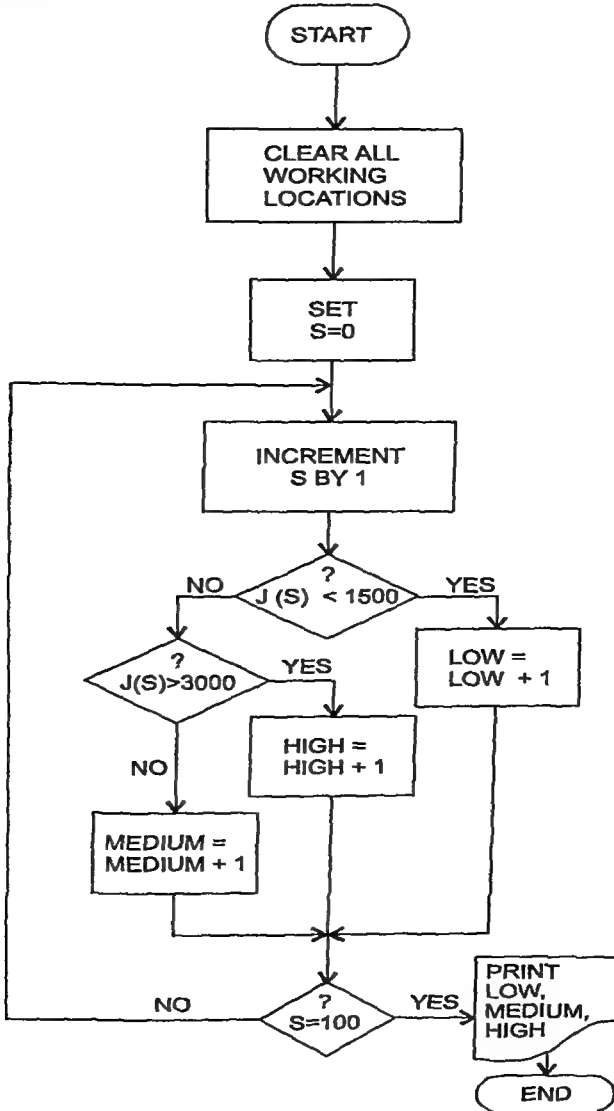 START
CLEAR ALL
WORKING
LOCATIONS
SET
S=0
INCREMENT
S BY 1
?
J (S) < 1500
NO
YES
LOW =
LOW + 1
?
J(S)>3000
YES
NO
HIGH =
HIGH + 1
MEDIUM =
MEDIUM + 1
?
S=100
NO
YES
PRINT
LOW,
MEDIUM,
HIGH
END